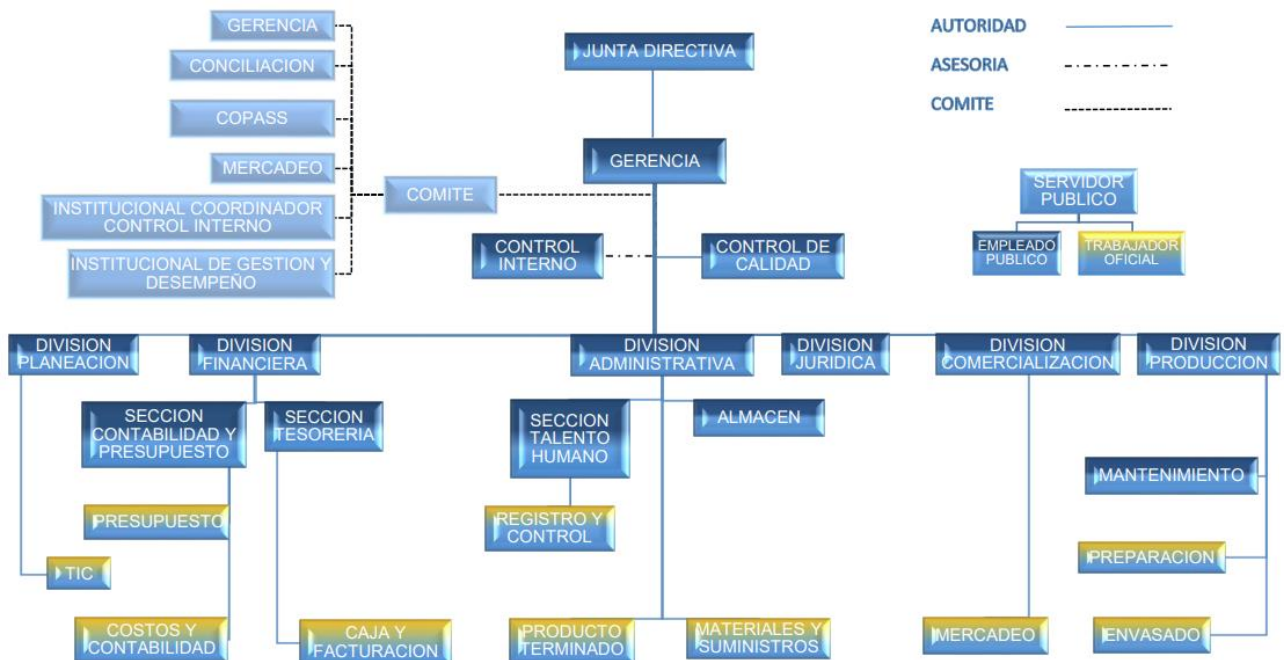 GERENCIA
CONCILIACION
COPASS
MERCADEO
INSTITUCIONAL COORDINADOR
CONTROL INTERNO
INSTITUCIONAL DE GESTION Y
DESEMPEÑO
COMITE
JUNTA DIRECTIVA
GERENCIA
CONTROL
INTERNO
CONTROL DE
CALIDAD
AUTORIDAD
ASESORIA
COMITE
SERVIDOR
PUBLICO
EMPLEADO
PUBLICO
TRABAJADOR
OFICIAL
DIVISION
PLANEACION
DIVISION
FINANCIERA
DIVISION
ADMINISTRATIVA
DIVISION
JURIDICA
DIVISION
COMERCIALIZACION
DIVISION
PRODUCCION
SECCION
CONTABILIDAD Y
PRESUPUESTO
SECCION
TESORERIA
SECCION
TALENTO
HUMANO
ALMACEN
MANTENIMIENTO
PRESUPUESTO
REGISTRO Y
CONTROL
PREPARACION
TIC
COSTOS Y
CONTABILIDAD
CAJA Y
FACTURACION
PRODUCTO
TERMINADO
MATERIALES Y
SUMINISTROS
MERCADEO
ENVASADO